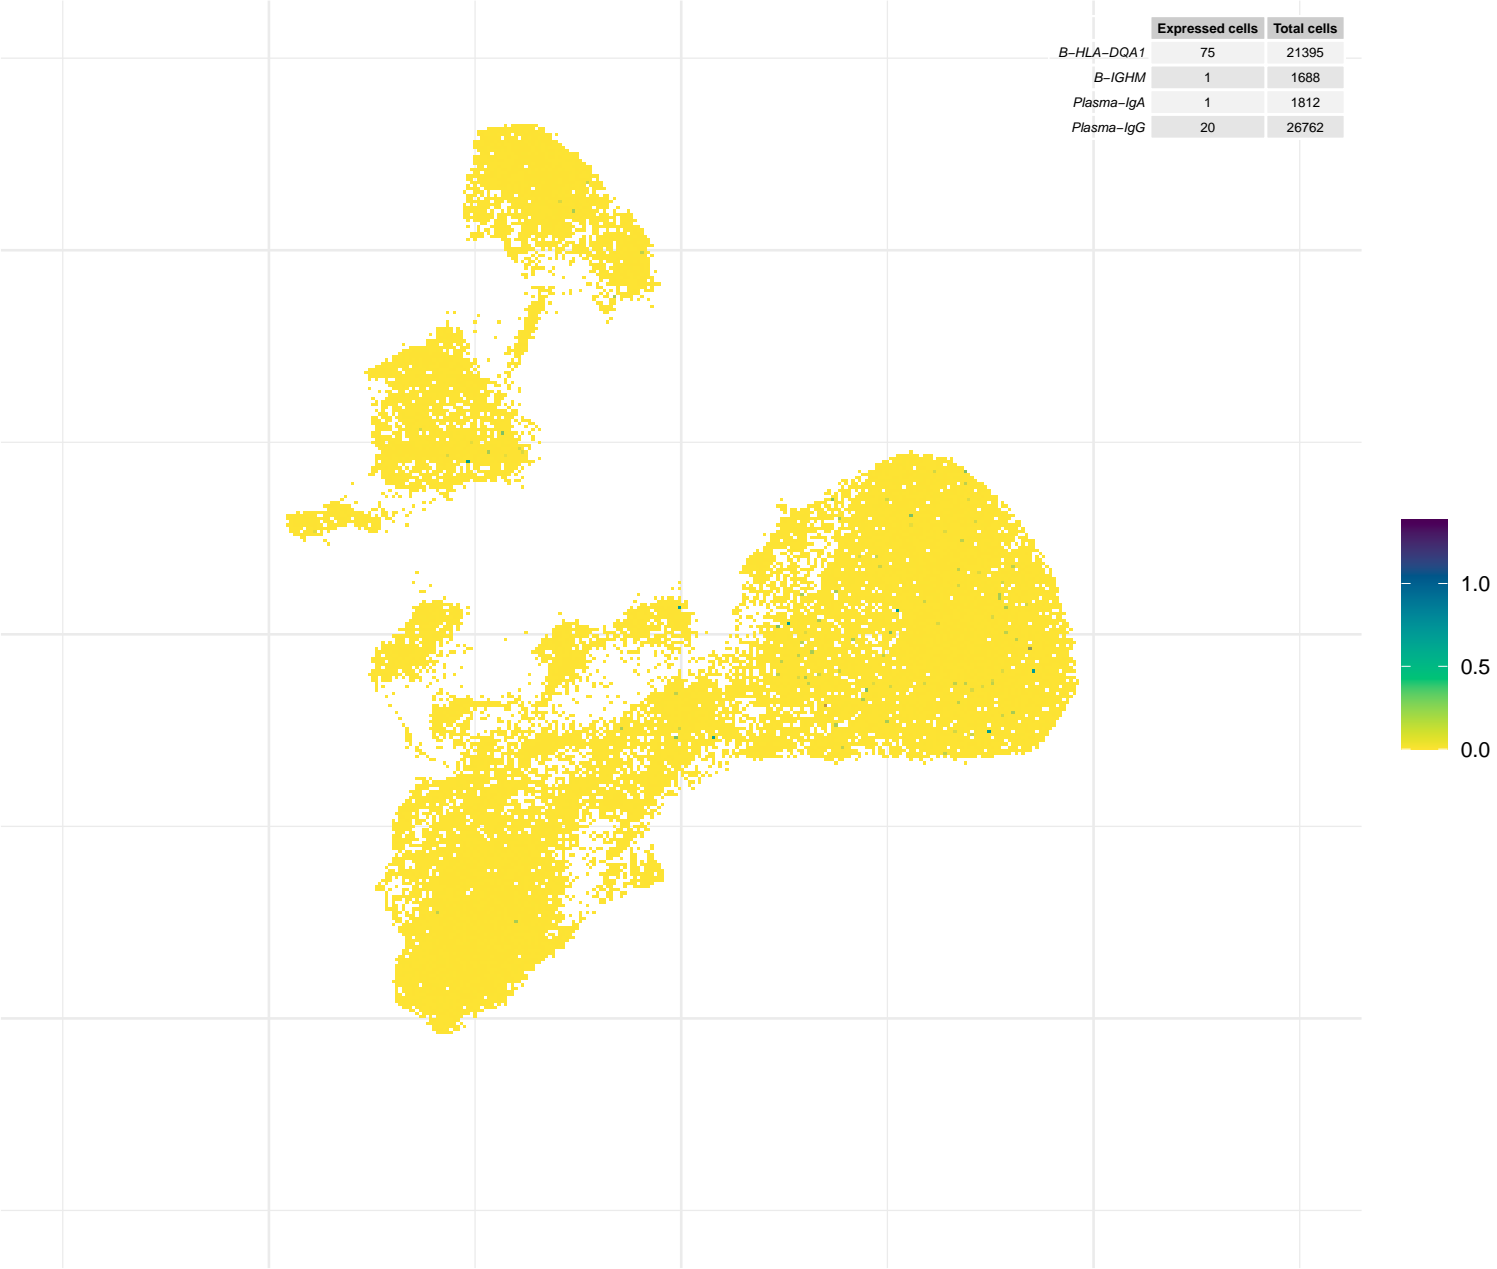 Expressed cells Total cells
B−HLA−DQA1 75 21395
B−IGHM 1 1688
Plasma−IgA 1 1812
Plasma−IgG 20 26762
1.0
0.5
0.0